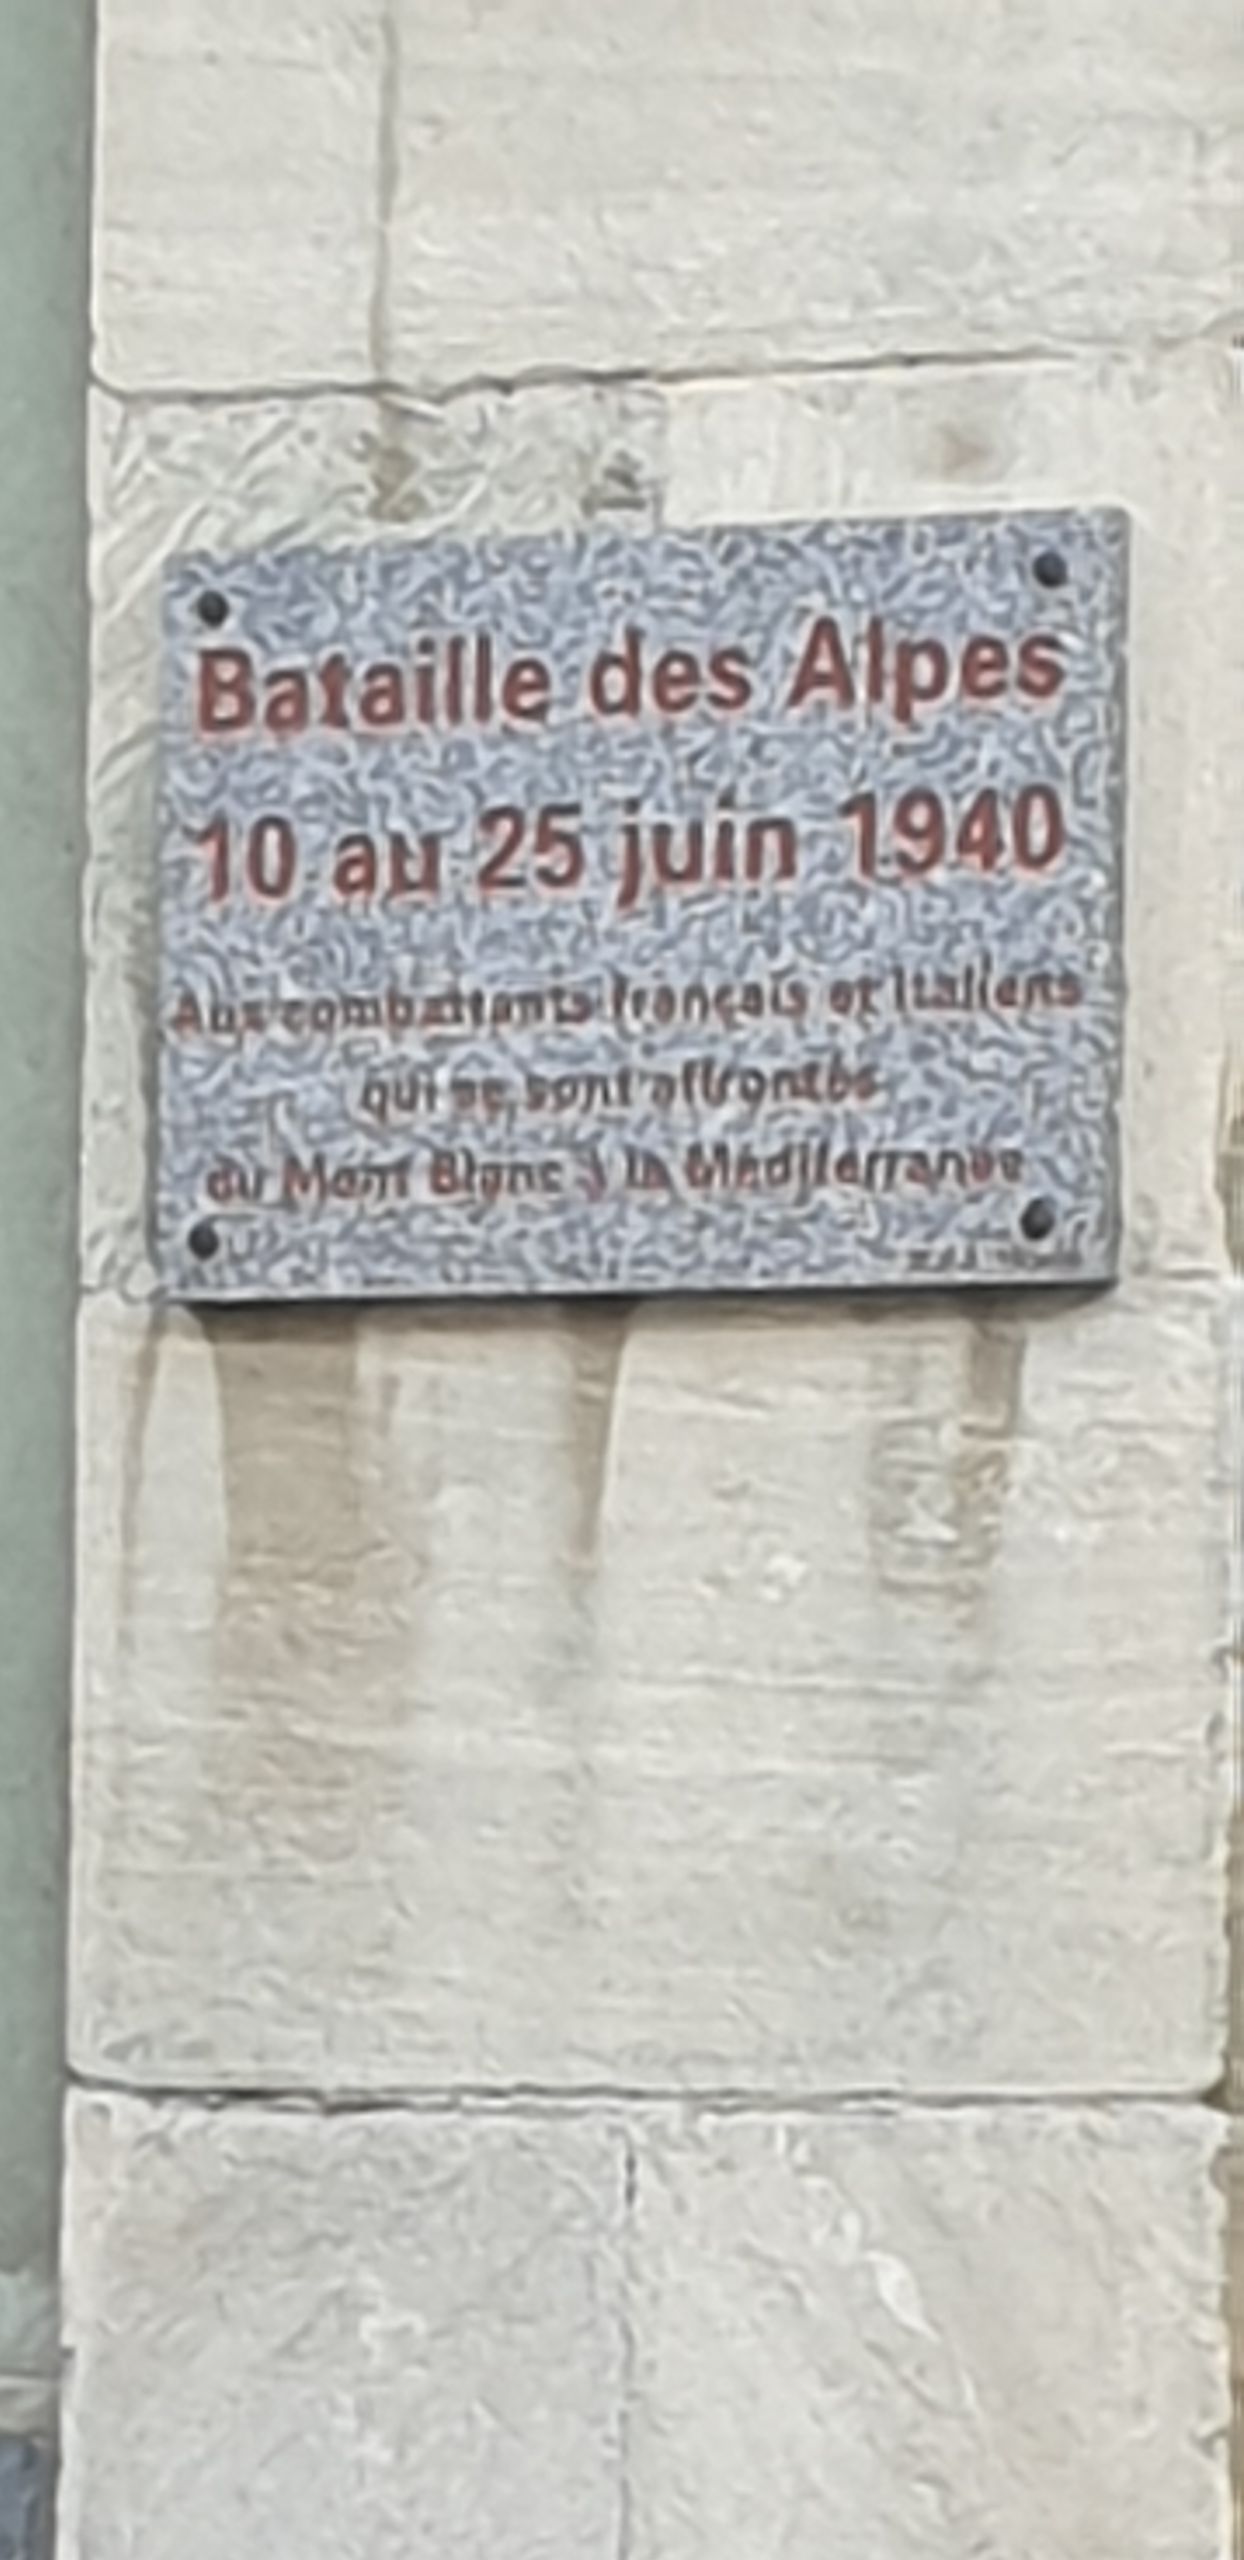 Bataille des Alpes
10 au 25 juin 1940
Aux combattants français et Italiens
qui se sont affrontés
du Mont Blanc à la Méditerranée